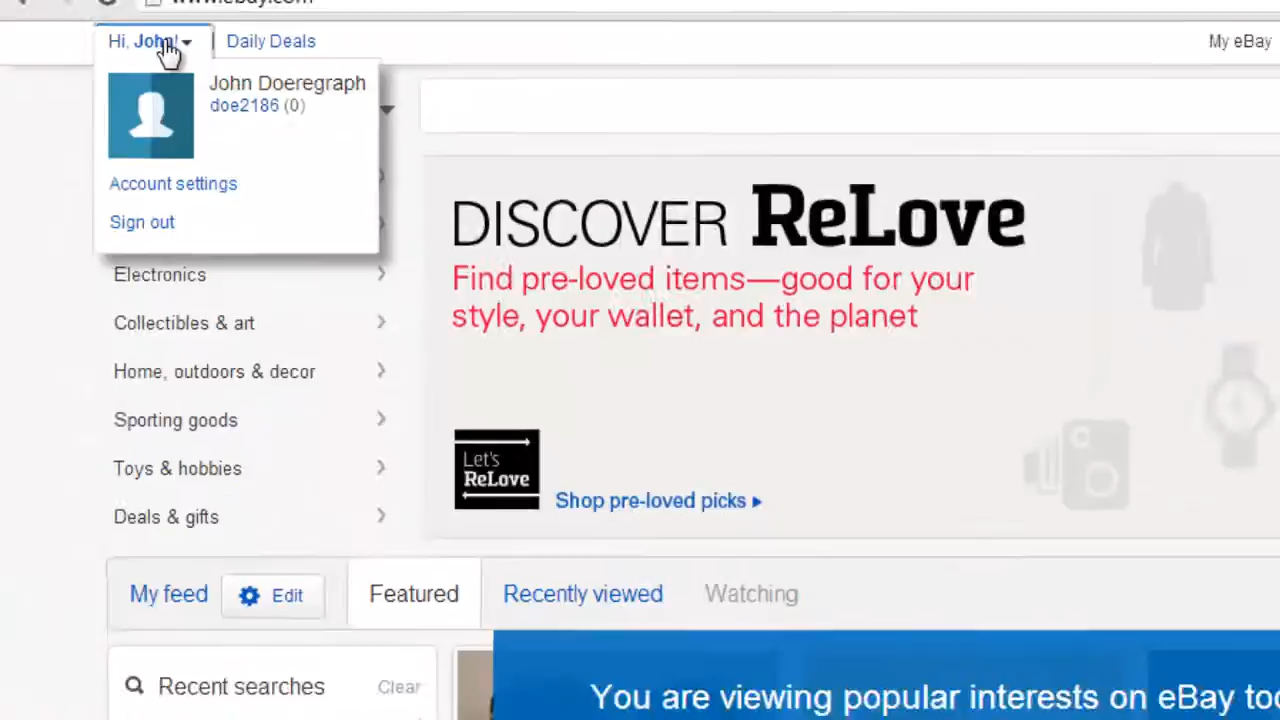 www.ebay.com
Hi, John!
Daily Deals
My eBay
John Doeregraph
doe2186 (0)
Account settings
Sign out
Electronics
Collectibles & art
Home, outdoors & decor
Sporting goods
Toys & hobbies
Deals & gifts
DISCOVER ReLove
Find pre-loved items—good for your
style, your wallet, and the planet
Let's
ReLove
Shop pre-loved picks
My feed
Edit
Featured
Recently viewed
Watching
Recent searches
Clear
You are viewing popular interests on eBay